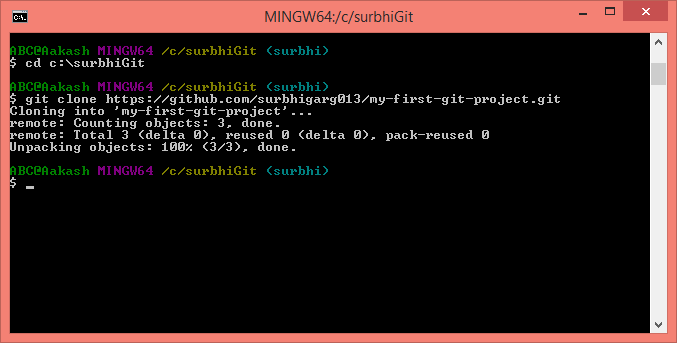 MINGW64:/c/surbhiGit
ABC@Aakash MINGW64 /c/surbhiGit (surbhi)
$ cd c:\surbhiGit
ABC@Aakash MINGW64 /c/surbhiGit (surbhi)
$ git clone https://github.com/surbhigarg013/my-first-git-project.git
Cloning into 'my-first-git-project'...
remote: Counting objects: 3, done.
remote: Total 3 (delta 0), reused 0 (delta 0), pack-reused 0
Unpacking objects: 100% (3/3), done.
ABC@Aakash MINGW64 /c/surbhiGit (surbhi)
$ _